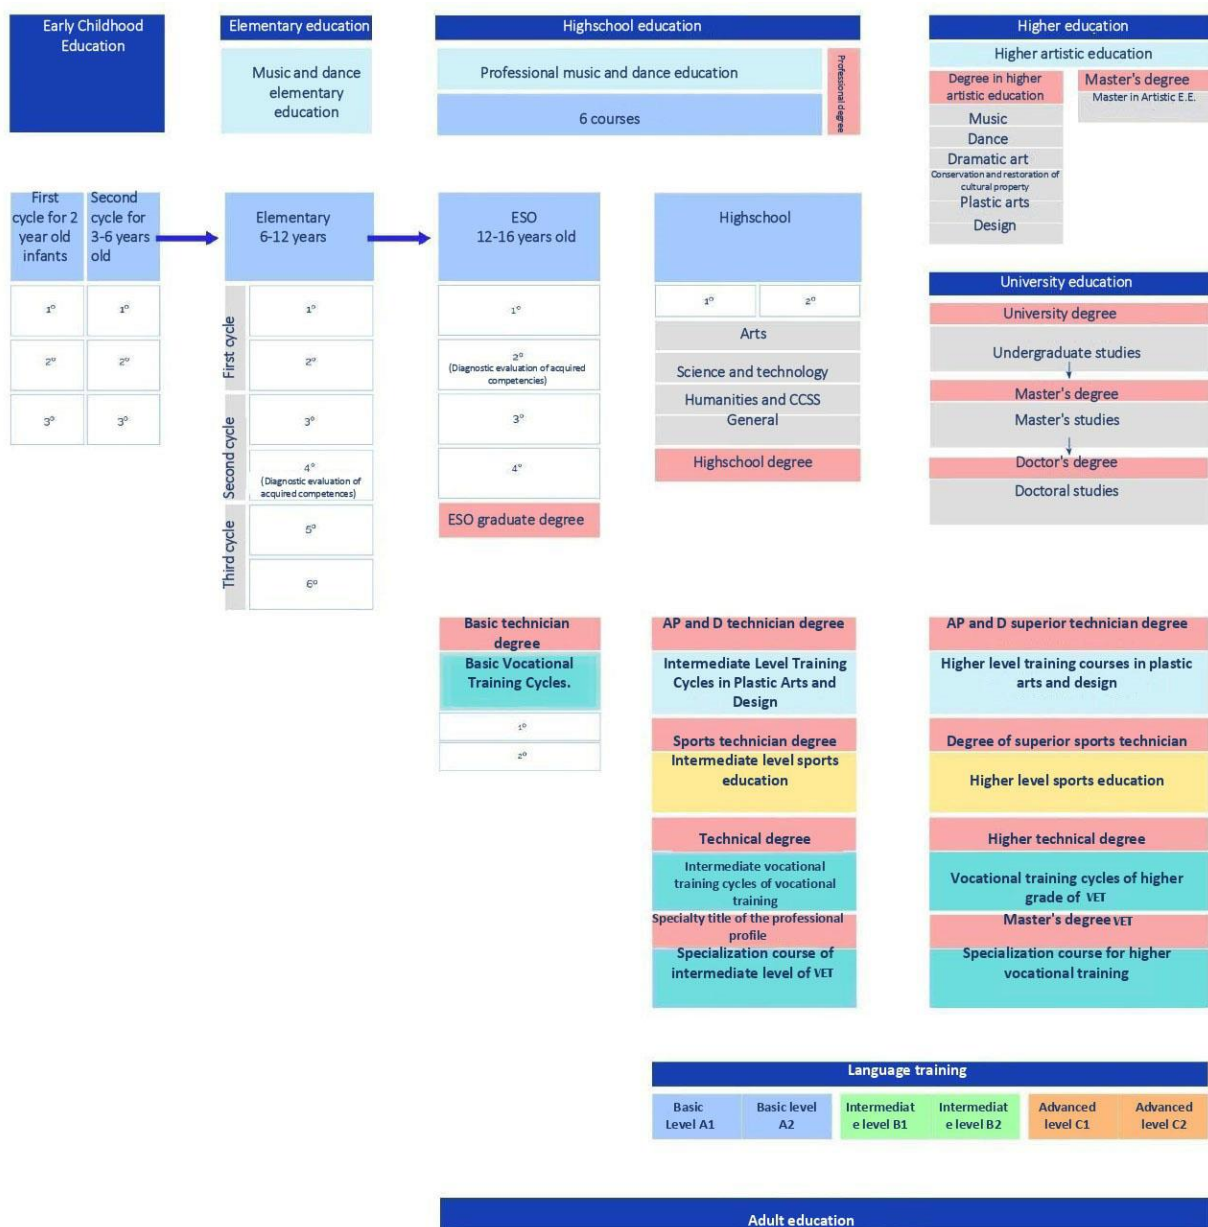 Early Childhood
Education
Elementary education
Highschool education
Higher education
Music and dance
elementary
education
Professional music and dance education
6 courses
Professional degree
Higher artistic education
Degree in higher
artistic education
Master's degree
Master in Artistic E.E.
Music
Dance
Dramatic art
Conservation and restoration of
cultural property
Plastic arts
Design
First
cycle for 2
year old
infants
Second
cycle for
3-6 years
old
Elementary
6-12 years
ESO
12-16 years old
Highschool
1º
2º
3º
1º
2º
3º
First cycle
Second cycle
Third cycle
1º
2º
3º
4º
(Diagnostic evaluation of
acquired competences)
5º
6º
1º
2º
(Diagnostic evaluation of acquired
competencies)
3º
4º
ESO graduate degree
1º
2º
Arts
Science and technology
Humanities and CCSS
General
Highschool degree
University education
University degree
Undergraduate studies
Master's degree
Master's studies
Doctor's degree
Doctoral studies
Basic technician
degree
Basic Vocational
Training Cycles.
1º
2º
AP and D technician degree
Intermediate Level Training
Cycles in Plastic Arts and
Design
Sports technician degree
Intermediate level sports
education
Technical degree
Intermediate vocational
training cycles of vocational
training
Specialty title of the professional
profile
Specialization course of
intermediate level of VET
AP and D superior technician degree
Higher level training courses in plastic
arts and design
Degree of superior sports technician
Higher level sports education
Higher technical degree
Vocational training cycles of higher
grade of VET
Master's degree VET
Specialization course for higher
vocational training
Language training
Basic
Level A1
Basic level
A2
Intermediat
e level B1
Intermediat
e level B2
Advanced
level C1
Advanced
level C2
Adult education